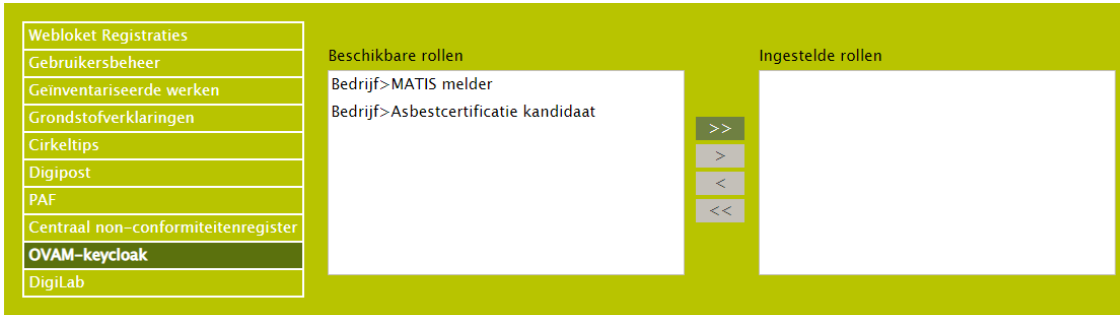 Webloket Registraties
Gebruikersbeheer
Geïnventariseerde werken
Grondstofverklaringen
Cirkeltips
Digipost
PAF
Centraal non-conformiteitenregister
OVAM-keycloak
DigiLab
Beschikbare rollen
Bedrijf>MATIS melder
Bedrijf>Asbestcertificatie kandidaat
>>
>
<
<<
Ingestelde rollen